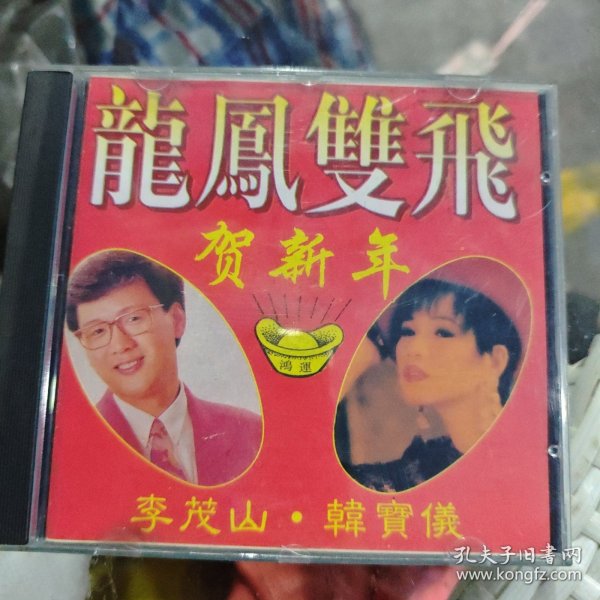 龍鳳雙飛
贺新年
鴻運
李茂山·韓寶儀
孔夫子旧书网
www.kongfz.com